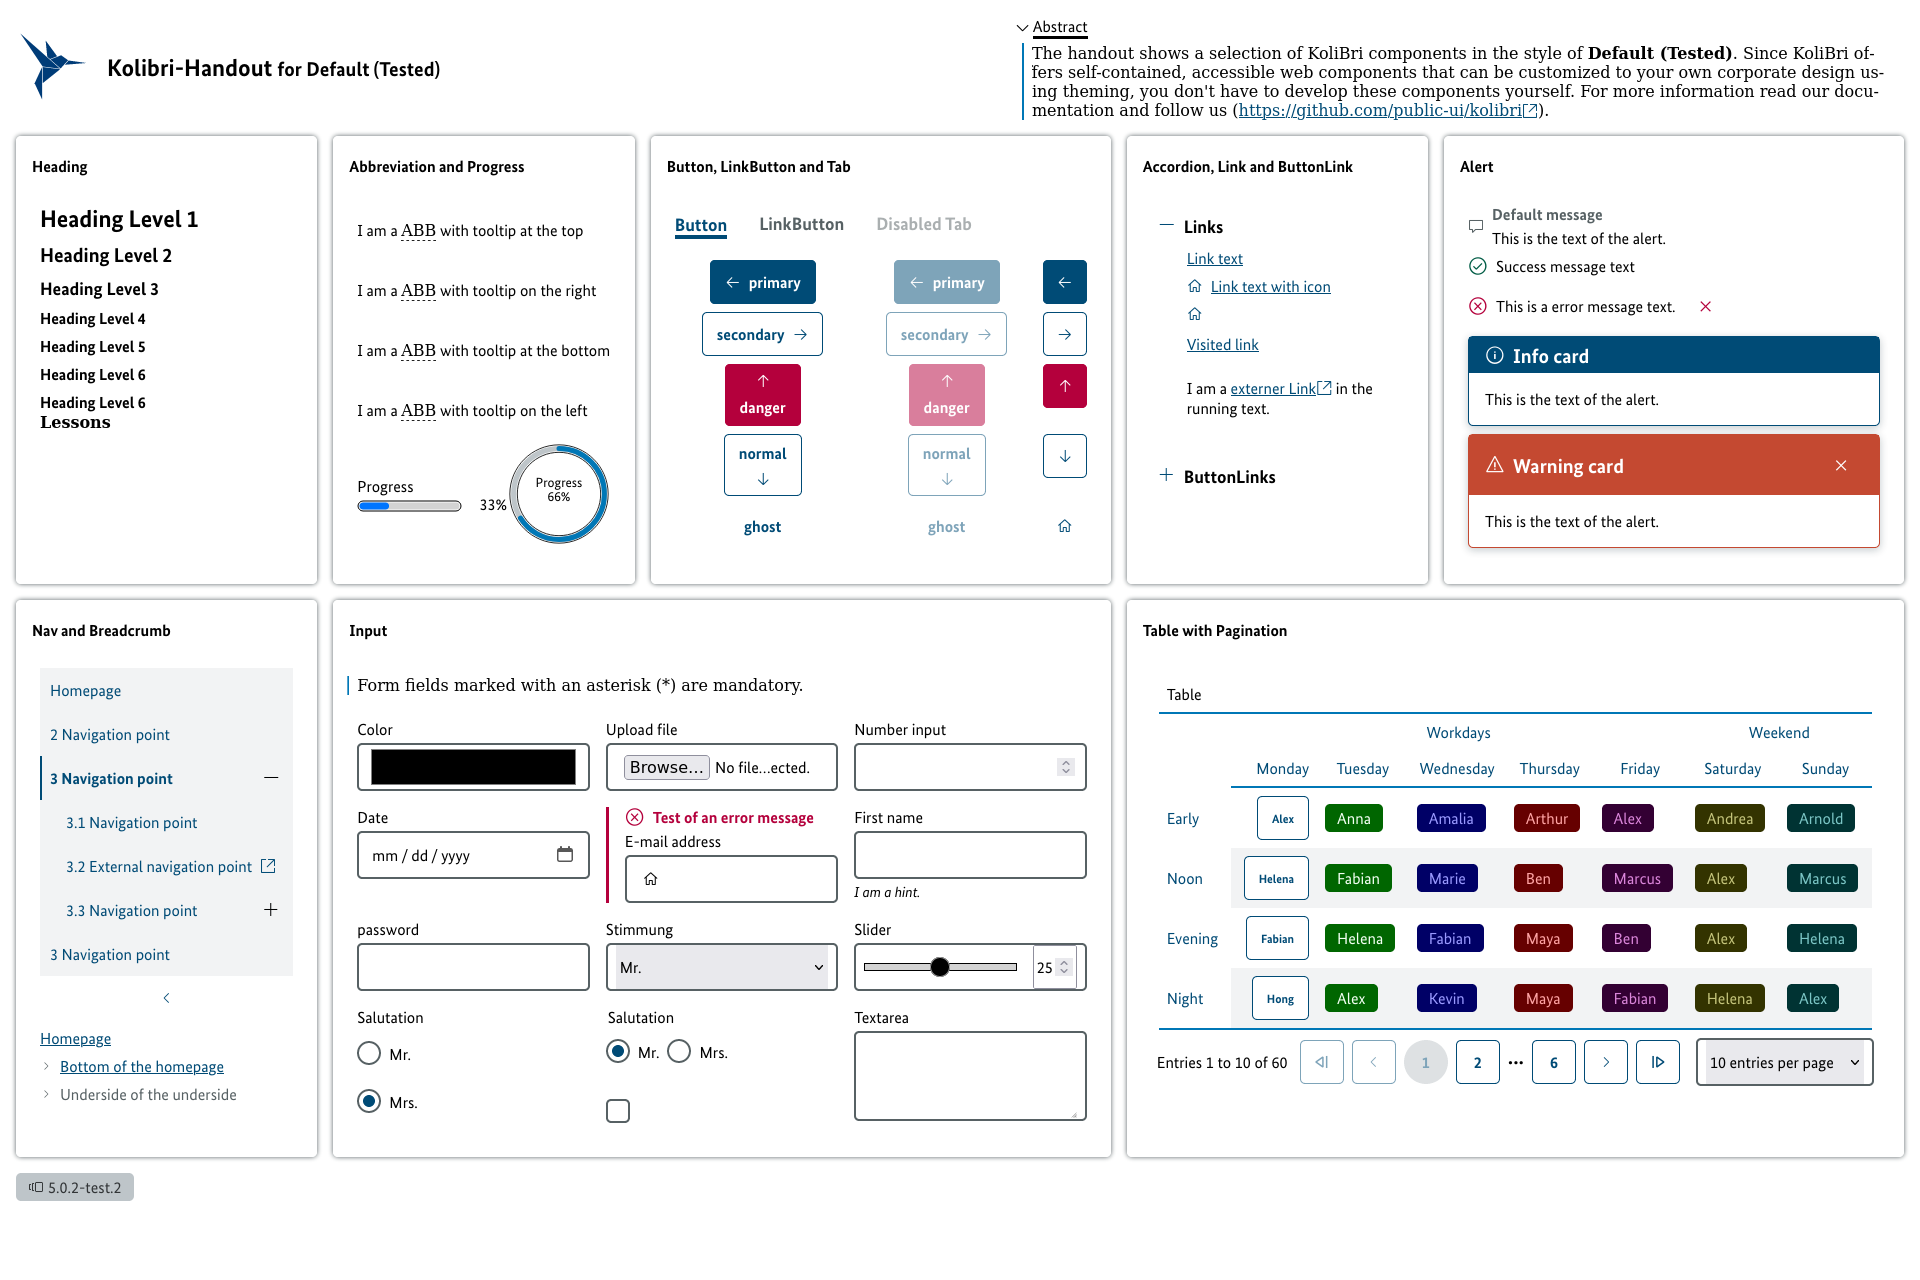 Kolibri-Handout for Default (Tested)
Abstract
The handout shows a selection of KoliBri components in the style of Default (Tested). Since KoliBri of-
fers self-contained, accessible web components that can be customized to your own corporate design us-
ing theming, you don't have to develop these components yourself. For more information read our docu-
mentation and follow us (https://github.com/public-ui/kolibri).
Heading
Heading Level 1
Heading Level 2
Heading Level 3
Heading Level 4
Heading Level 5
Heading Level 6
Heading Level 6
Lessons
Abbreviation and Progress
I am a ABB with tooltip at the top
I am a ABB with tooltip on the right
I am a ABB with tooltip at the bottom
I am a ABB with tooltip on the left
Progress
33%
Progress
66%
Button, LinkButton and Tab
Button LinkButton Disabled Tab
primary primary
secondary secondary
danger danger
normal normal
ghost ghost
Accordion, Link and ButtonLink
Links
Link text
Link text with icon
Visited link
I am a externer Link in the
running text.
ButtonLinks
Alert
Default message
This is the text of the alert.
Success message text
This is a error message text.
Info card
This is the text of the alert.
Warning card
This is the text of the alert.
Nav and Breadcrumb
Homepage
2 Navigation point
3 Navigation point
3.1 Navigation point
3.2 External navigation point
3.3 Navigation point
3 Navigation point
Homepage
Bottom of the homepage
Underside of the underside
Input
Form fields marked with an asterisk (*) are mandatory.
Color Upload file Number input
Browse... No file...ected.
Date
mm / dd / yyyy
Test of an error message
E-mail address
First name
I am a hint.
password Stimmung Slider
Mr. 25
Salutation Salutation Textarea
Mr. Mr. Mrs.
Mrs.
Table with Pagination
Table
Workdays Weekend
Monday Tuesday Wednesday Thursday Friday Saturday Sunday
Early Alex Anna Amalia Arthur Alex Andrea Arnold
Noon Helena Fabian Marie Ben Marcus Alex Marcus
Evening Fabian Helena Fabian Maya Ben Alex Helena
Night Hong Alex Kevin Maya Fabian Helena Alex
Entries 1 to 10 of 60 1 2 ••• 6 10 entries per page
5.0.2-test.2